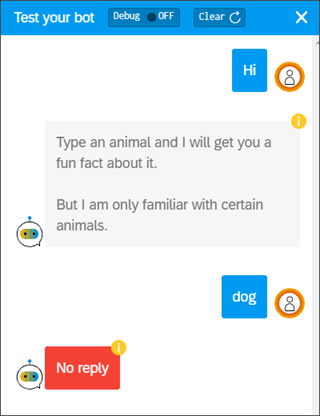 Test your bot Debug OFF Clear
Hi
i
Type an animal and I will get you a
fun fact about it.
But I am only familiar with certain
animals.
dog
i
No reply